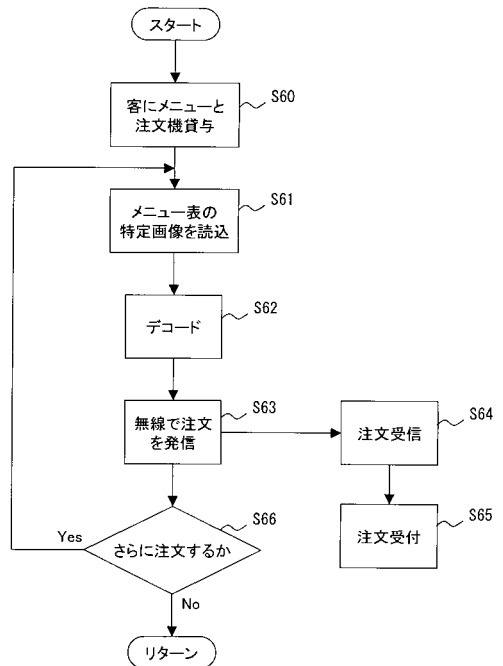 スタート
客にメニューと
注文機貸与
S60
メニュー表の
特定画像を読込
S61
デコード
S62
無線で注文
を発信
S63
注文受信
S64
注文受付
S65
さらに注文するか
S66
Yes
No
リターン